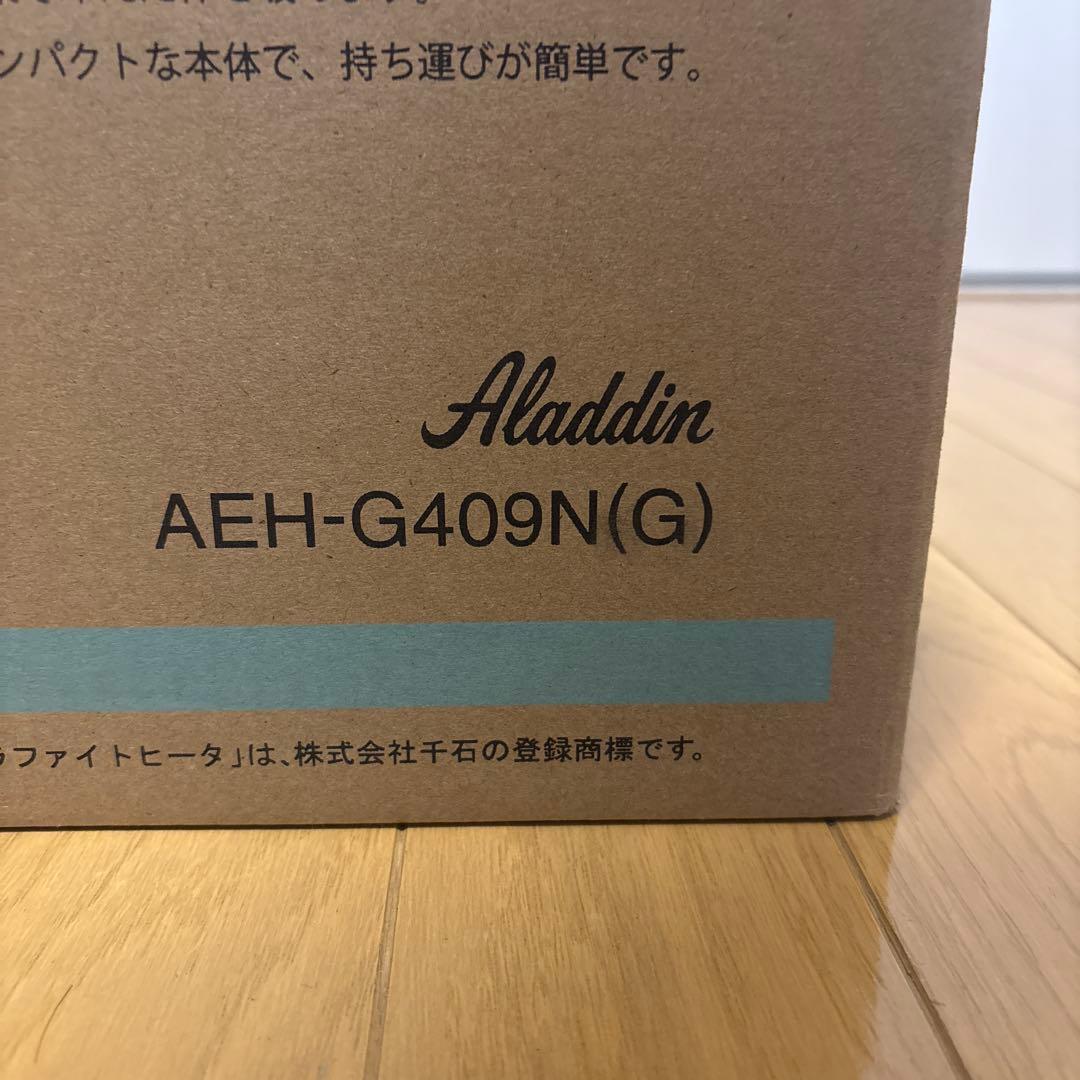 ンパクトな本体で、持ち運びが簡単です。
Aladdin
AEH-G409N(G)
ラファイトヒータ」は、株式会社千石の登録商標です。